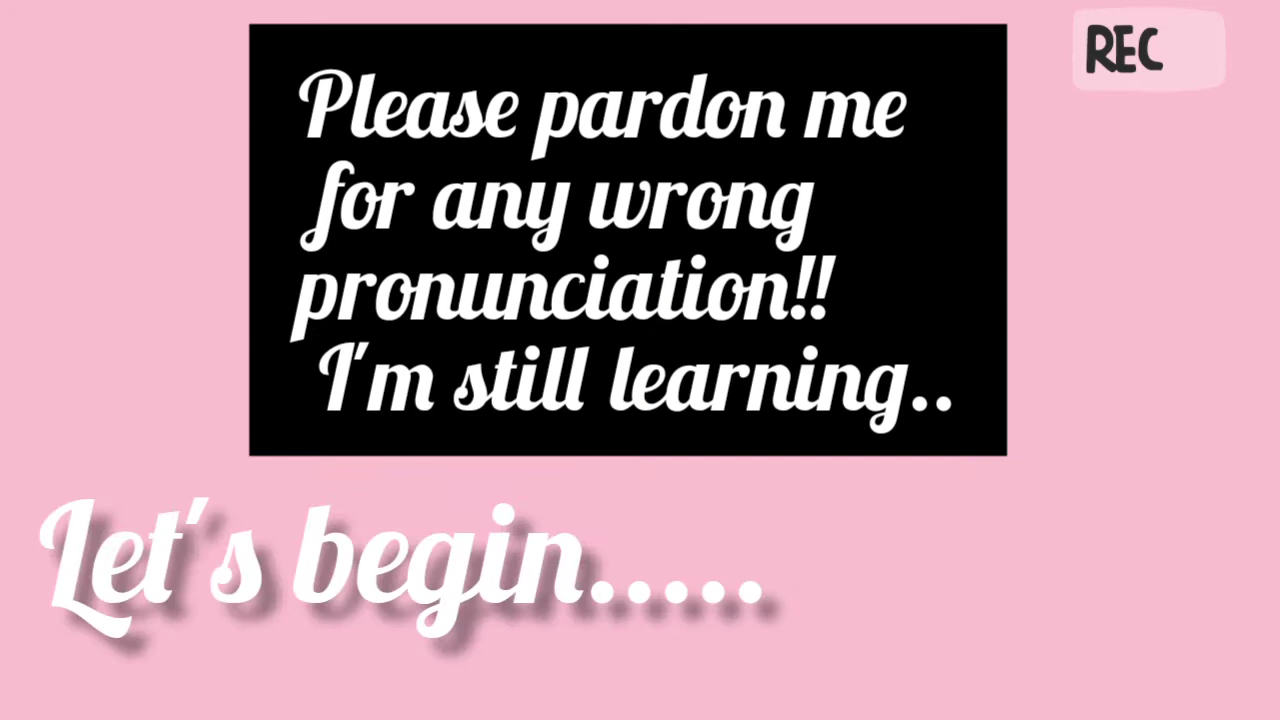 REC
Please pardon me
for any wrong
pronunciation!!
I'm still learning..
Let's begin.....